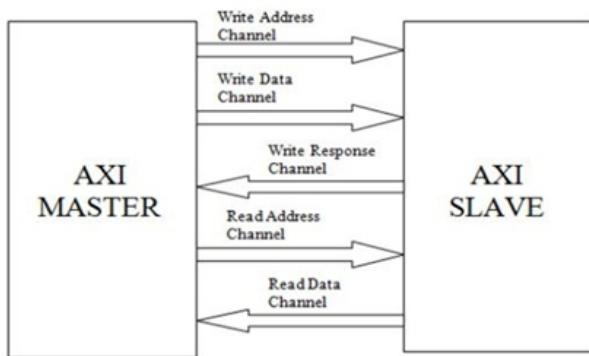 Write Address
Channel
Write Data
Channel
Write Response
Channel
AXI
MASTER
AXI
SLAVE
Read Address
Channel
Read Data
Channel